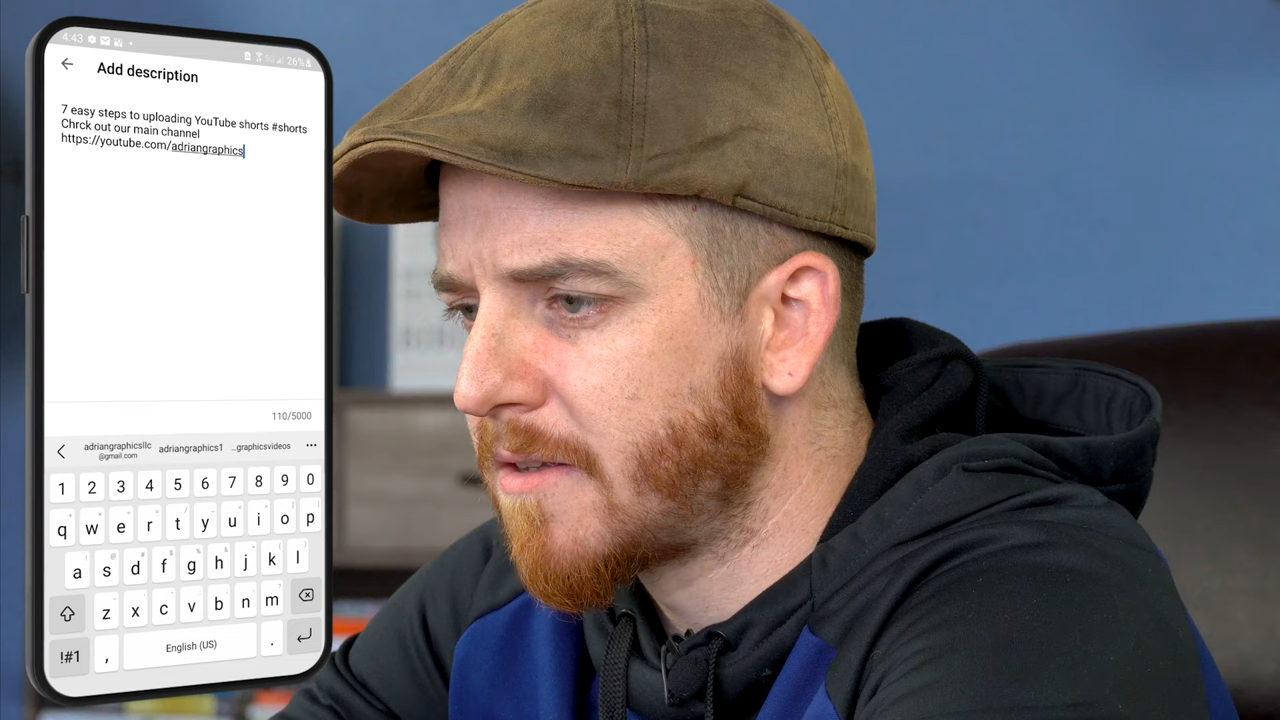 4:43
26%
Add description
7 easy steps to uploading YouTube shorts #shorts
Chrck out our main channel
https://youtube.com/adriangraphics
110/5000
adriangraphicsllc
@gmail.com
adriangraphics1
..graphicsvideos
1 2 3 4 5 6 7 8 9 0
q w e r t y u i o p
a s d f g h j k l
z x c v b n m
!#1 , English (US) .